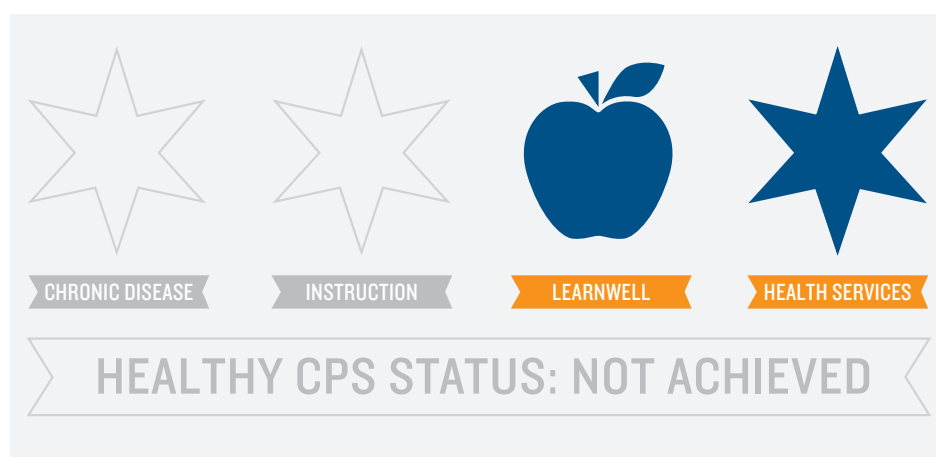 CHRONIC DISEASE
INSTRUCTION
LEARNWELL
HEALTH SERVICES
HEALTHY CPS STATUS: NOT ACHIEVED